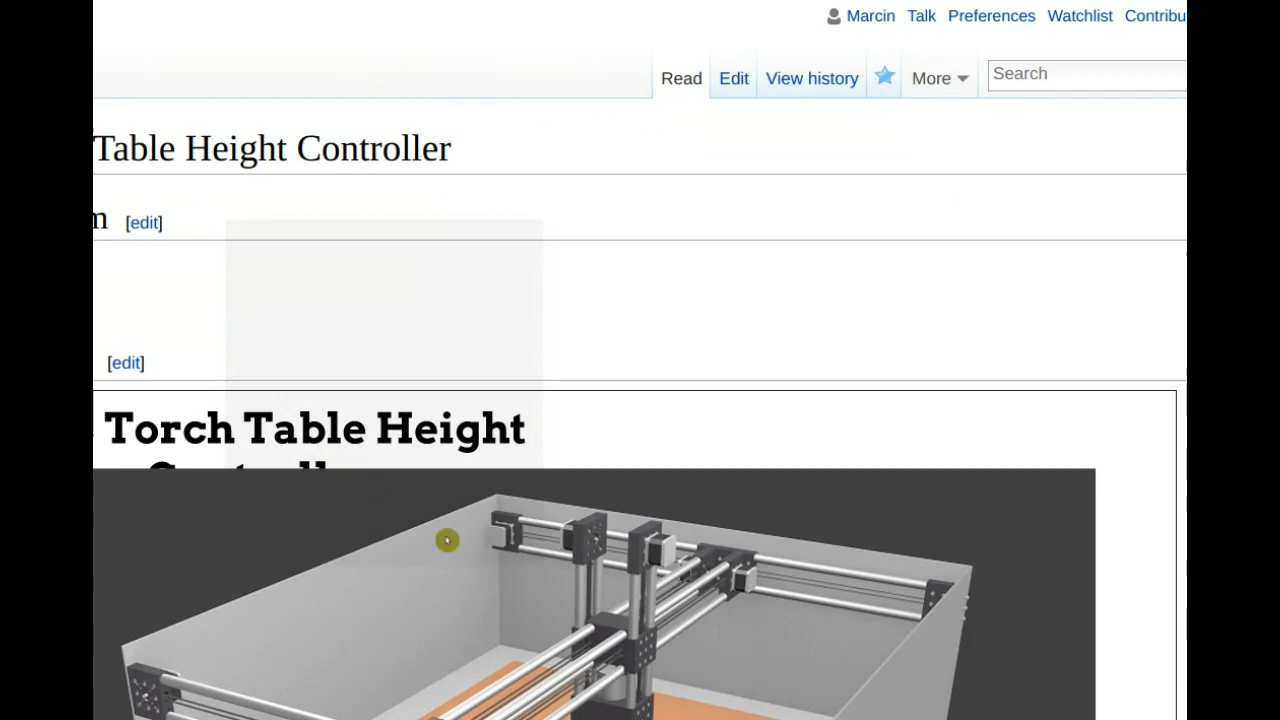 Marcin Talk Preferences Watchlist Contribu
Read Edit View history More Search
Table Height Controller
m [edit]
[edit]
Torch Table Height